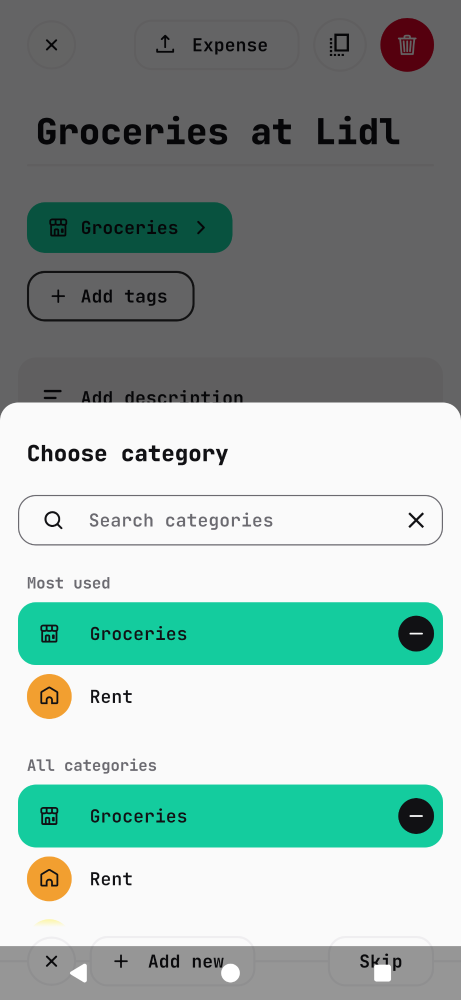 Expense
Groceries at Lidl
Groceries
Add tags
Add description
Choose category
Search categories
Most used
Groceries
Rent
All categories
Groceries
Rent
Add new
Skip